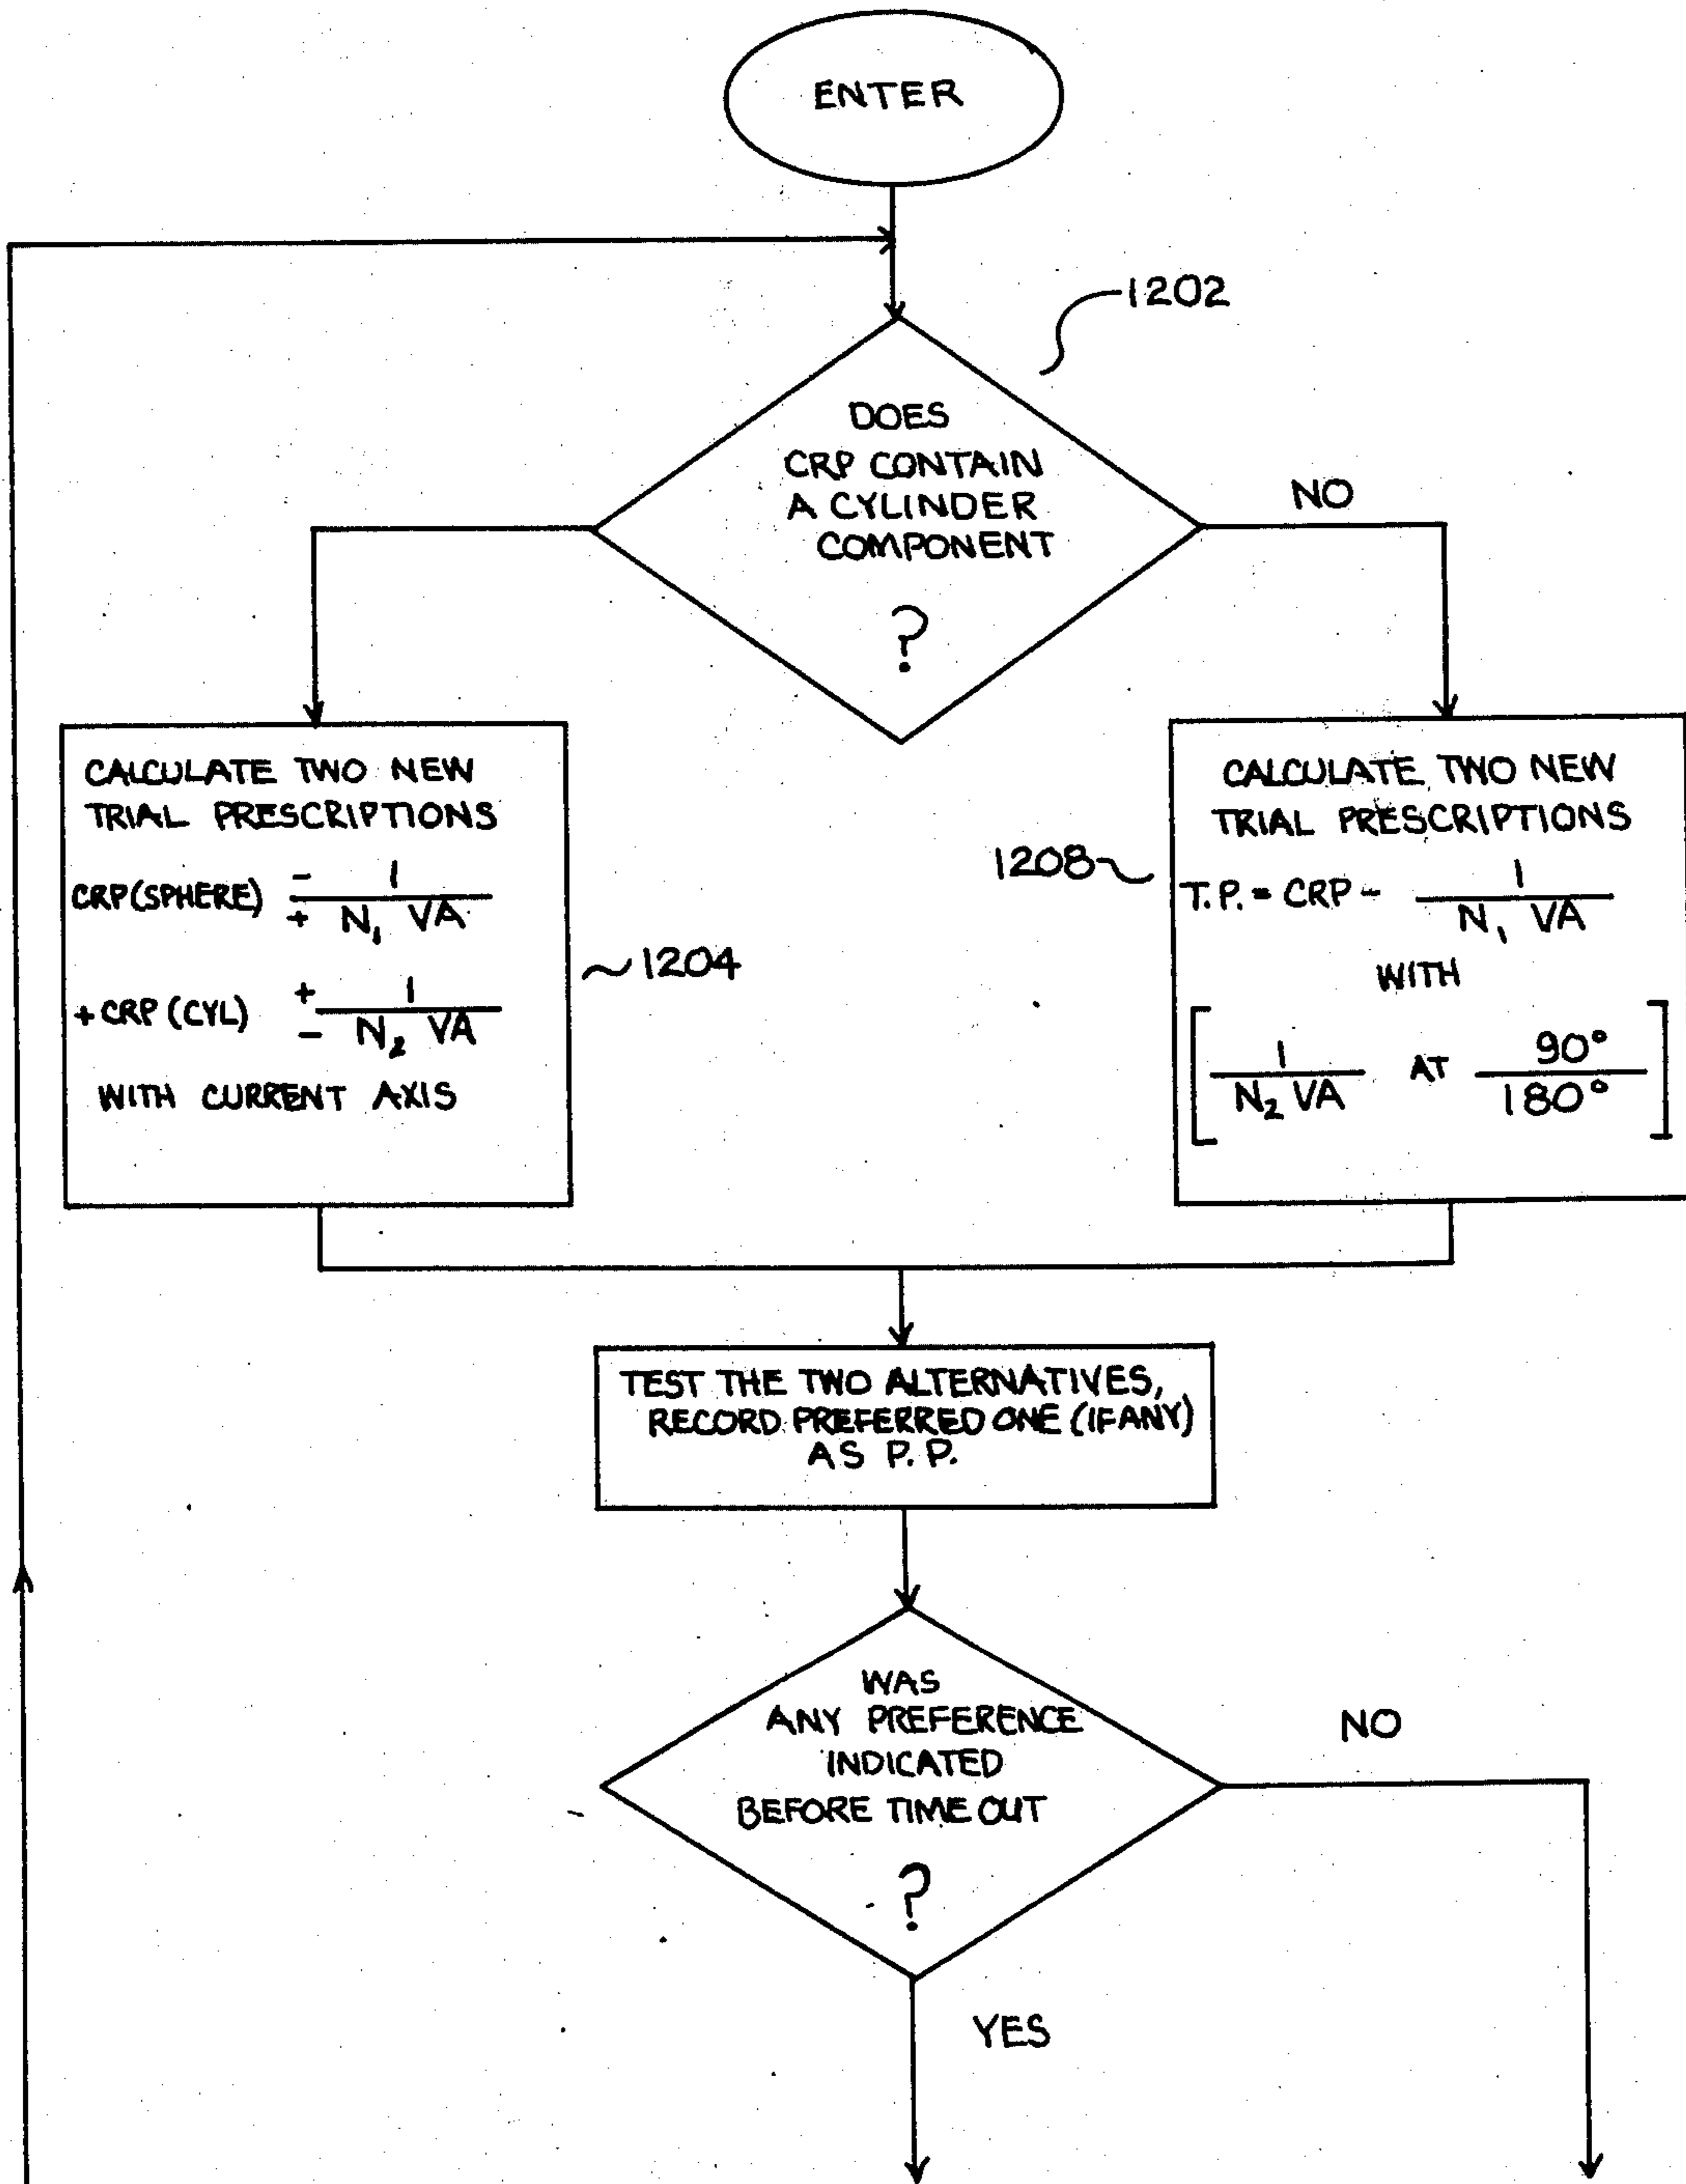 ENTER
1202
DOES
CRP CONTAIN
A CYLINDER
COMPONENT
?
NO
CALCULATE TWO NEW
TRIAL PRESCRIPTIONS
CRP(SPHERE) -/+ 1
N₁ VA
+ CRP (CYL) +/- 1
N₂ VA
WITH CURRENT AXIS
1204
CALCULATE TWO NEW
TRIAL PRESCRIPTIONS
1208
T.P. = CRP - 1
N₁ VA
WITH
[1 AT 90°
N₂ VA 180°]
TEST THE TWO ALTERNATIVES,
RECORD PREFERRED ONE (IF ANY)
AS P.P.
WAS
ANY PREFERENCE
INDICATED
BEFORE TIME OUT
?
NO
YES